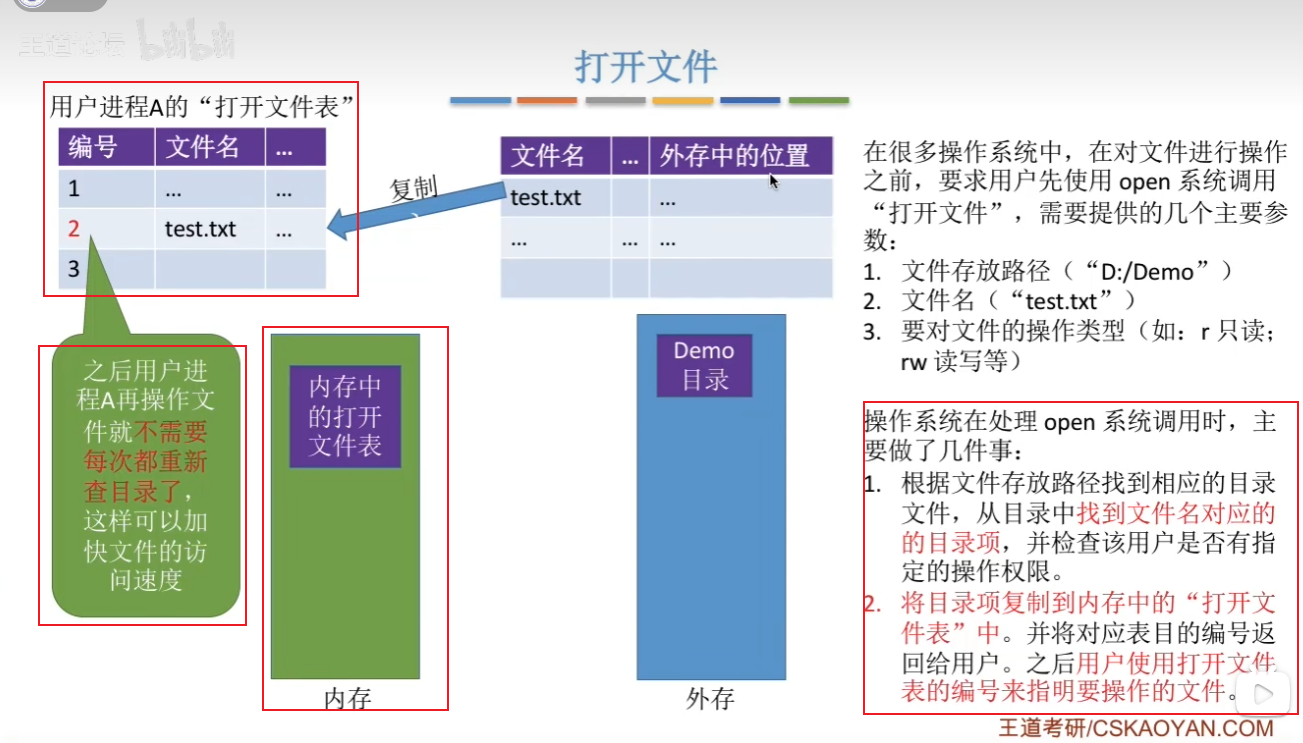 王道论坛 bilibili
打开文件
用户进程A的“打开文件表”
编号 文件名 ...
1 ... ...
2 test.txt ...
3
复制
文件名 ... 外存中的位置
test.txt ...
... ... ...
之后用户进
程A再操作文
件就不需要
每次都重新
查目录了，
这样可以加
快文件的访
问速度
内存中
的打开
文件表
内存
Demo
目录
外存
在很多操作系统中，在对文件进行操作
之前，要求用户先使用 open 系统调用
“打开文件”，需要提供的几个主要参
数：
1. 文件存放路径（“D:/Demo”）
2. 文件名（“test.txt”）
3. 要对文件的操作类型（如：r 只读；
rw 读写等）
操作系统在处理 open 系统调用时，主
要做了几件事：
1. 根据文件存放路径找到相应的目录
文件，从目录中找到文件名对应的
的目录项，并检查该用户是否有指
定的操作权限。
2. 将目录项复制到内存中的“打开文
件表”中。并将对应表目的编号返
回给用户。之后用户使用打开文件
表的编号来指明要操作的文件。
王道考研/CSKAOYAN.COM